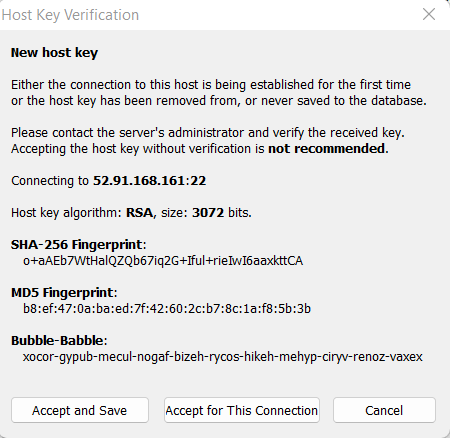 Host Key Verification
New host key
Either the connection to this host is being established for the first time
or the host key has been removed from, or never saved to the database.
Please contact the server's administrator and verify the received key.
Accepting the host key without verification is not recommended.
Connecting to 52.91.168.161:22
Host key algorithm: RSA, size: 3072 bits.
SHA-256 Fingerprint:
o+aAEb7WtHalQZQb67iq2G+Iful+rieIwI6aaxkttCA
MD5 Fingerprint:
b8:ef:47:0a:ba:ed:7f:42:60:2c:b7:8c:1a:f8:5b:3b
Bubble-Babble:
xocor-gypub-mecul-nogaf-bizeh-rycos-hikeh-mehyp-ciryv-renoz-vaxex
Accept and Save Accept for This Connection Cancel